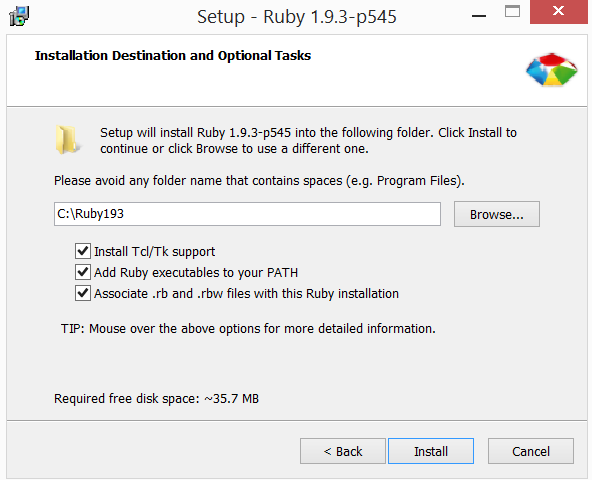 Setup - Ruby 1.9.3-p545
Installation Destination and Optional Tasks
Setup will install Ruby 1.9.3-p545 into the following folder. Click Install to
continue or click Browse to use a different one.
Please avoid any folder name that contains spaces (e.g. Program Files).
C:\Ruby193
Browse...
Install Tcl/Tk support
Add Ruby executables to your PATH
Associate .rb and .rbw files with this Ruby installation
TIP: Mouse over the above options for more detailed information.
Required free disk space: ~35.7 MB
< Back
Install
Cancel